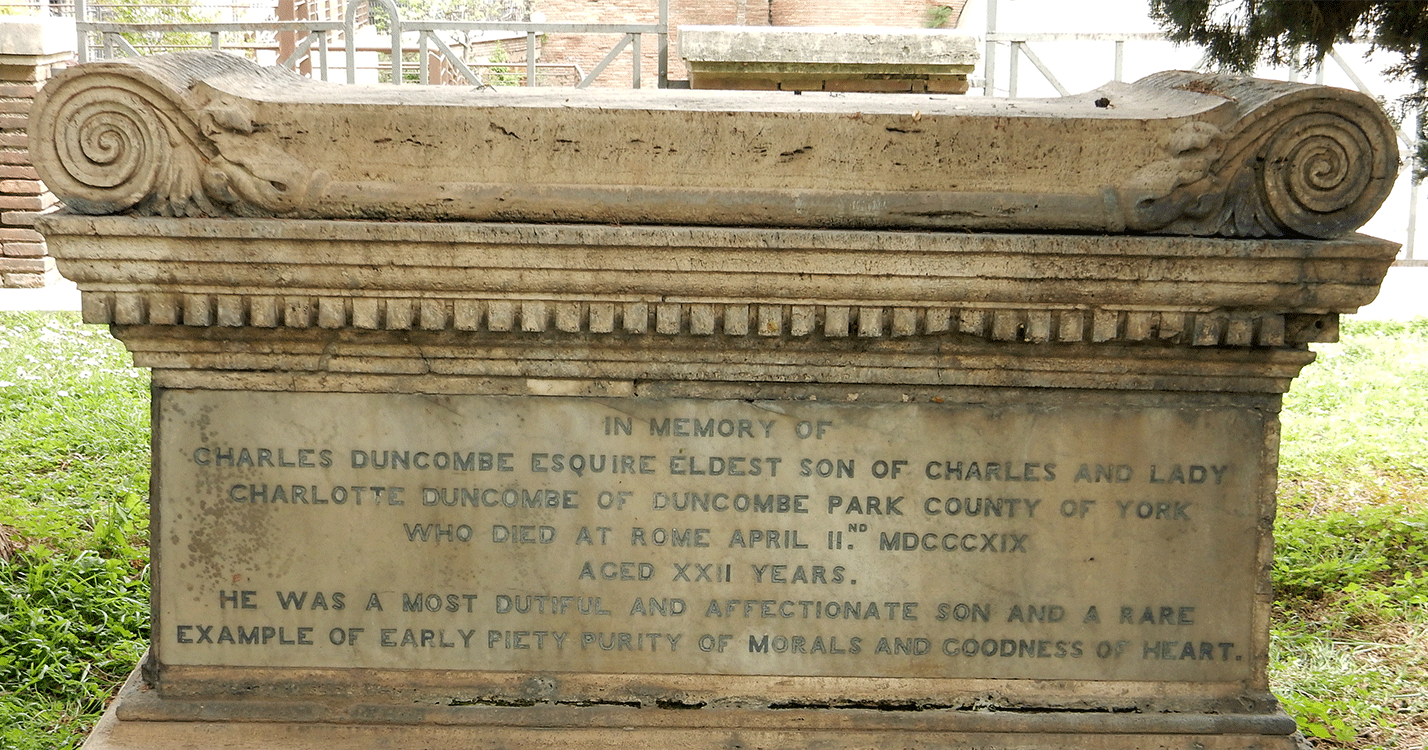 IN MEMORY OF
CHARLES DUNCOMBE ESQUIRE ELDEST SON OF CHARLES AND LADY
CHARLOTTE DUNCOMBE OF DUNCOMBE PARK COUNTY OF YORK
WHO DIED AT ROME APRIL II.ND MDCCCXIX
AGED XXII YEARS.
HE WAS A MOST DUTIFUL AND AFFECTIONATE SON AND A RARE
EXAMPLE OF EARLY PIETY PURITY OF MORALS AND GOODNESS OF HEART.